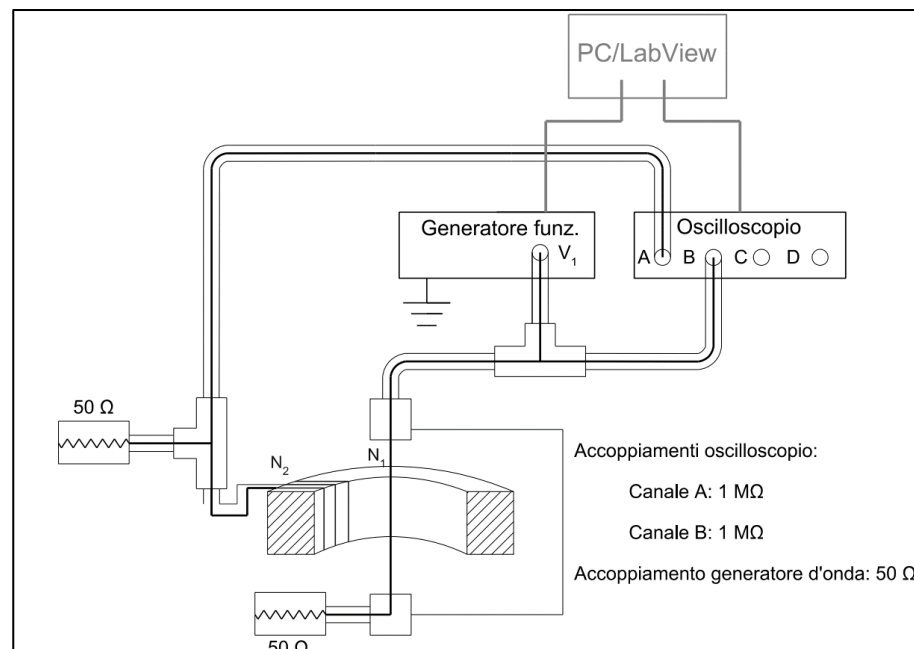 PC/LabView
Generatore funz.
V1
Oscilloscopio
A B C D
50 Ω
N2
N1
Accoppiamenti oscilloscopio:
Canale A: 1 MΩ
Canale B: 1 MΩ
Accoppiamento generatore d'onda: 50 Ω
50 Ω